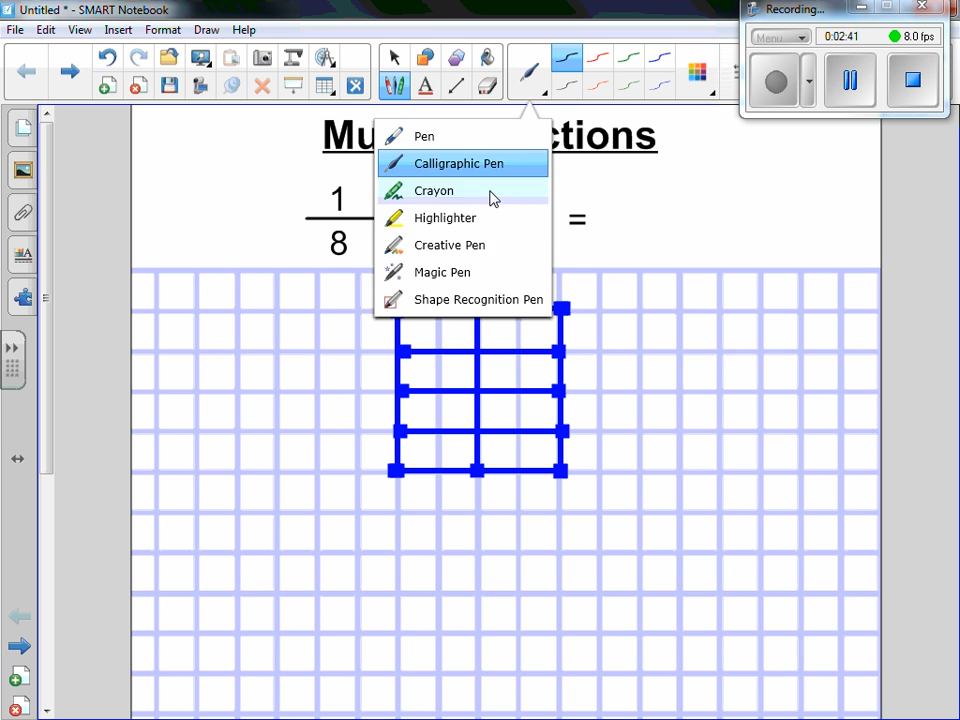 Untitled * - SMART Notebook
Recording...
File Edit View Insert Format Draw Help
Menu 0:02:41 8.0 fps
A
Mu ctions
Pen
Calligraphic Pen
Crayon
Highlighter
Creative Pen
Magic Pen
Shape Recognition Pen
1
8
=